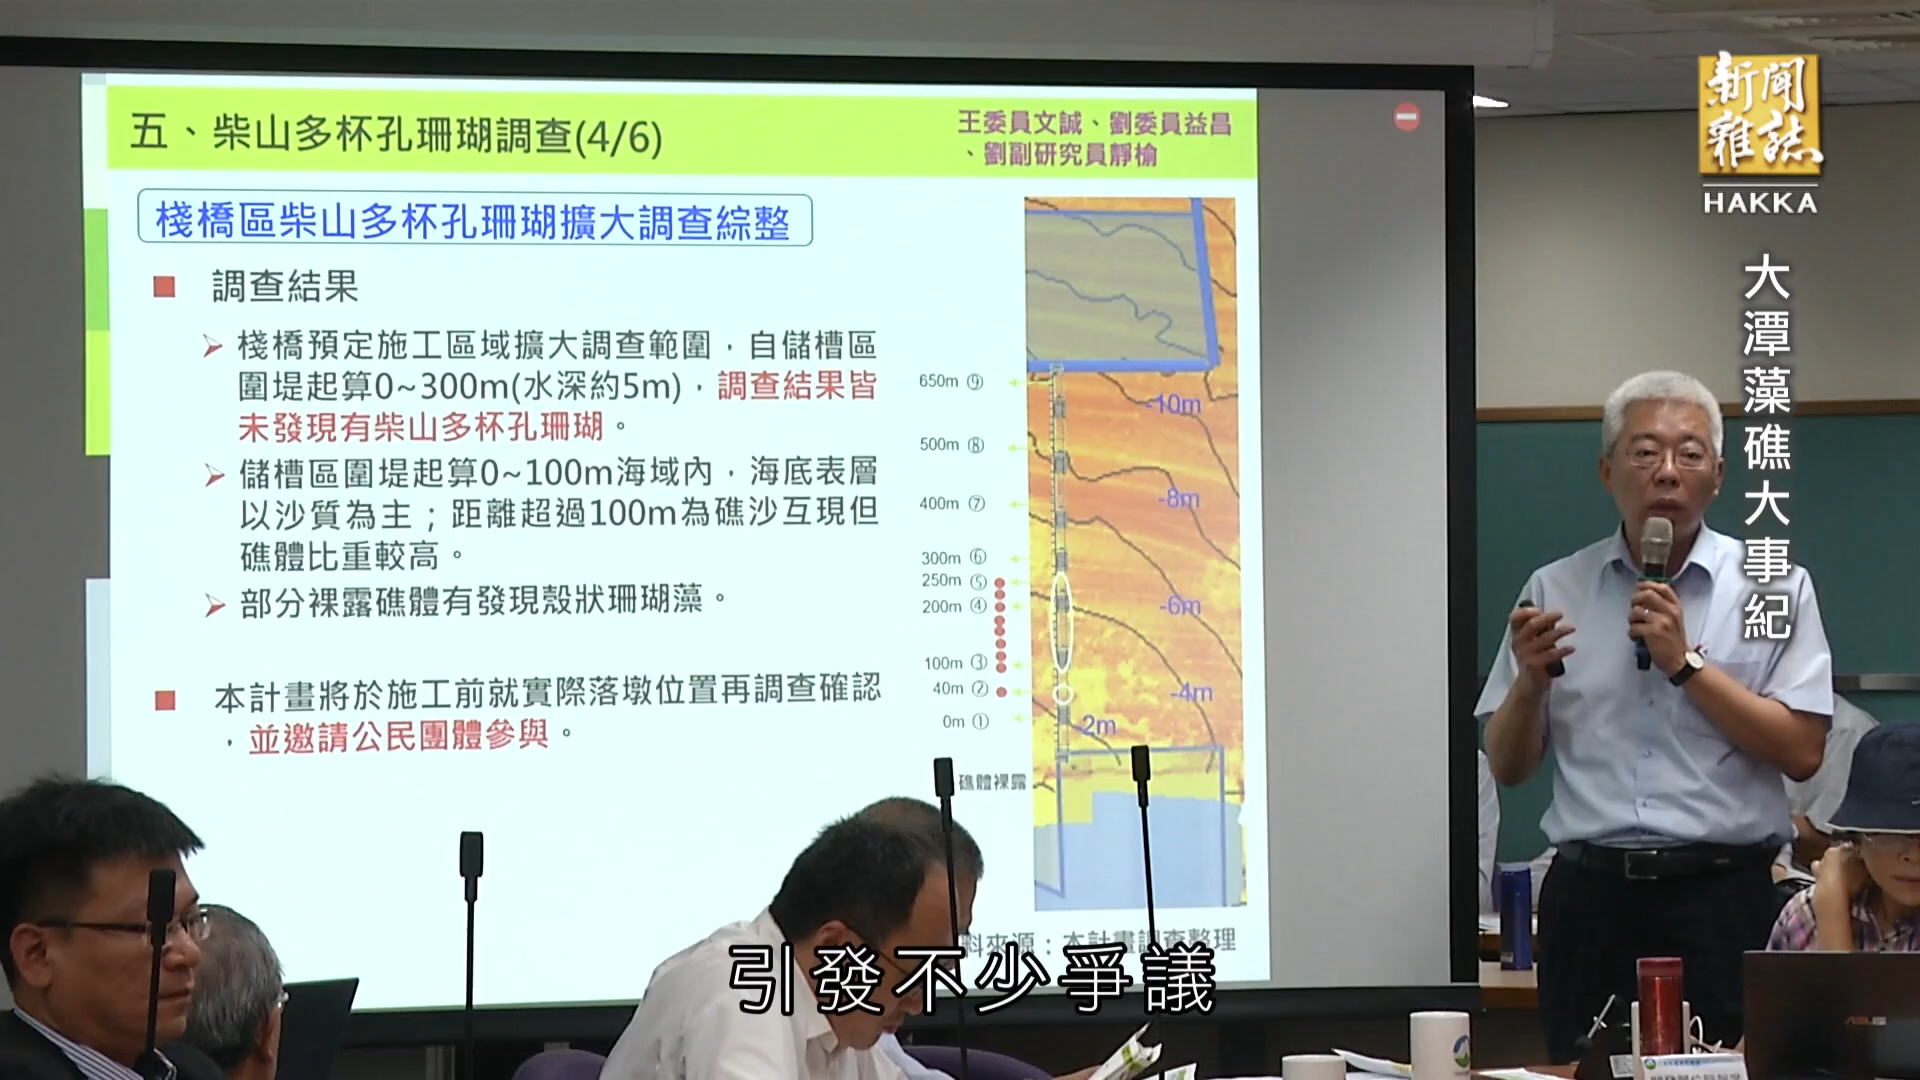 五、柴山多杯孔珊瑚調查(4/6)
王委員文誠、劉委員益昌
、劉副研究員靜榆
棧橋區柴山多杯孔珊瑚擴大調查綜整
調查結果
棧橋預定施工區域擴大調查範圍，自儲槽區
圍堤起算0~300m(水深約5m)，調查結果皆
未發現有柴山多杯孔珊瑚。
儲槽區圍堤起算0~100m海域內，海底表層
以沙質為主；距離超過100m為礁沙互現但
礁體比重較高。
部分裸露礁體有發現殼狀珊瑚藻。
本計畫將於施工前就實際落墩位置再調查確認
，並邀請公民團體參與。
650m ⑨
500m ⑧
400m ⑦
300m ⑥
250m ⑤
200m ④
100m ③
40m ②
0m ①
-10m
-8m
-6m
-4m
-2m
礁體裸露
料來源：本計畫調查整理
新聞
雜誌
HAKKA
大潭藻礁大事紀
引發不少爭議
ASUS